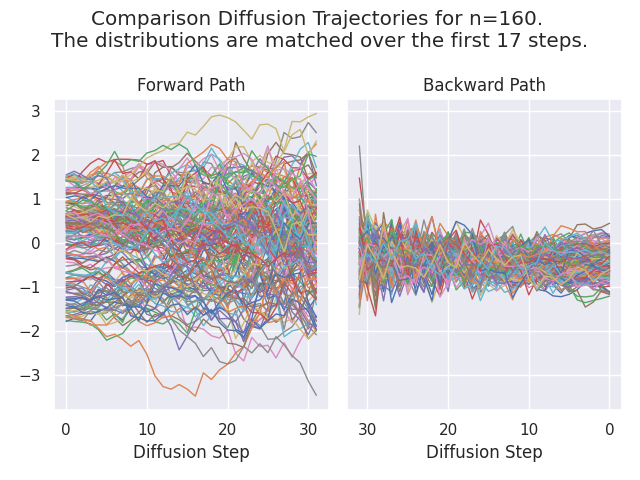 Comparison Diffusion Trajectories for n=160.
The distributions are matched over the first 17 steps.
Forward Path
Backward Path
3
2
1
0
−1
−2
−3
0
10
20
30
30
20
10
0
Diffusion Step
Diffusion Step